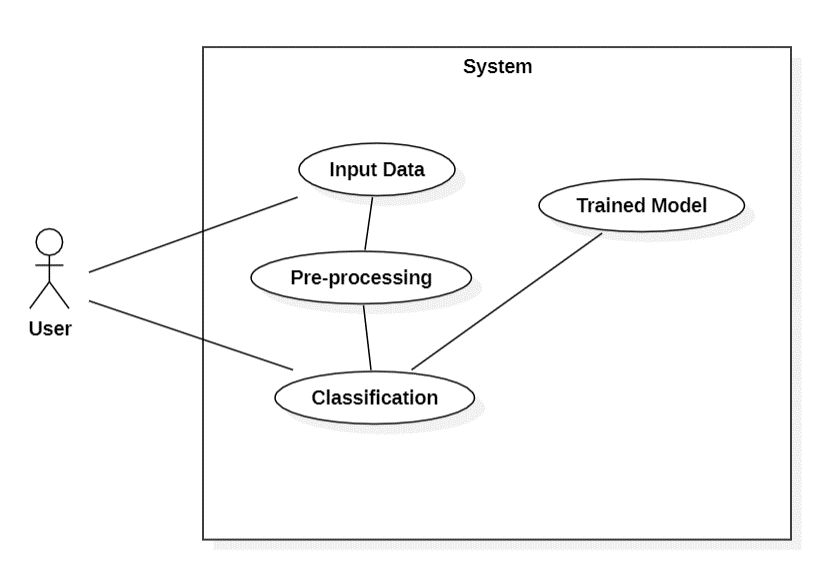 System
Input Data
Trained Model
Pre-processing
User
Classification